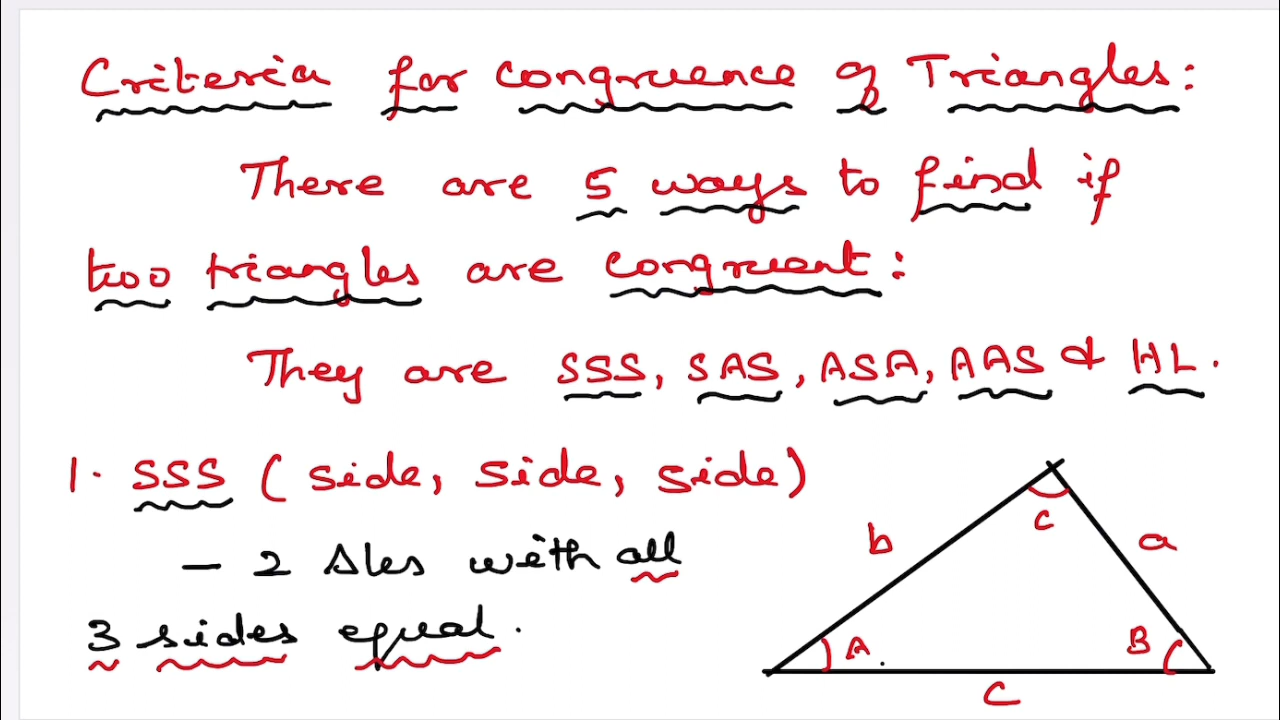 Criteria for congruence of Triangles:
There are 5 ways to find if
two triangles are congruent:
They are SSS, SAS, ASA, AAS & HL.
1. SSS (side, side, side)
- 2 Δles with all
3 sides equal.
C
b
a
A
B
c